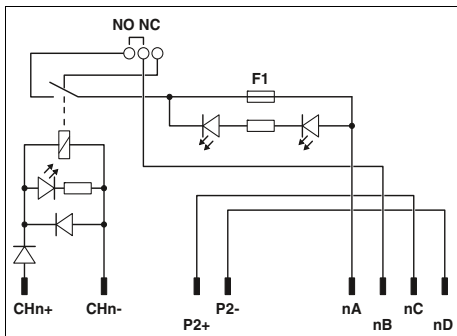 NO NC
F1
CHn+ CHn-
P2+
P2-
nA
nB
nC
nD